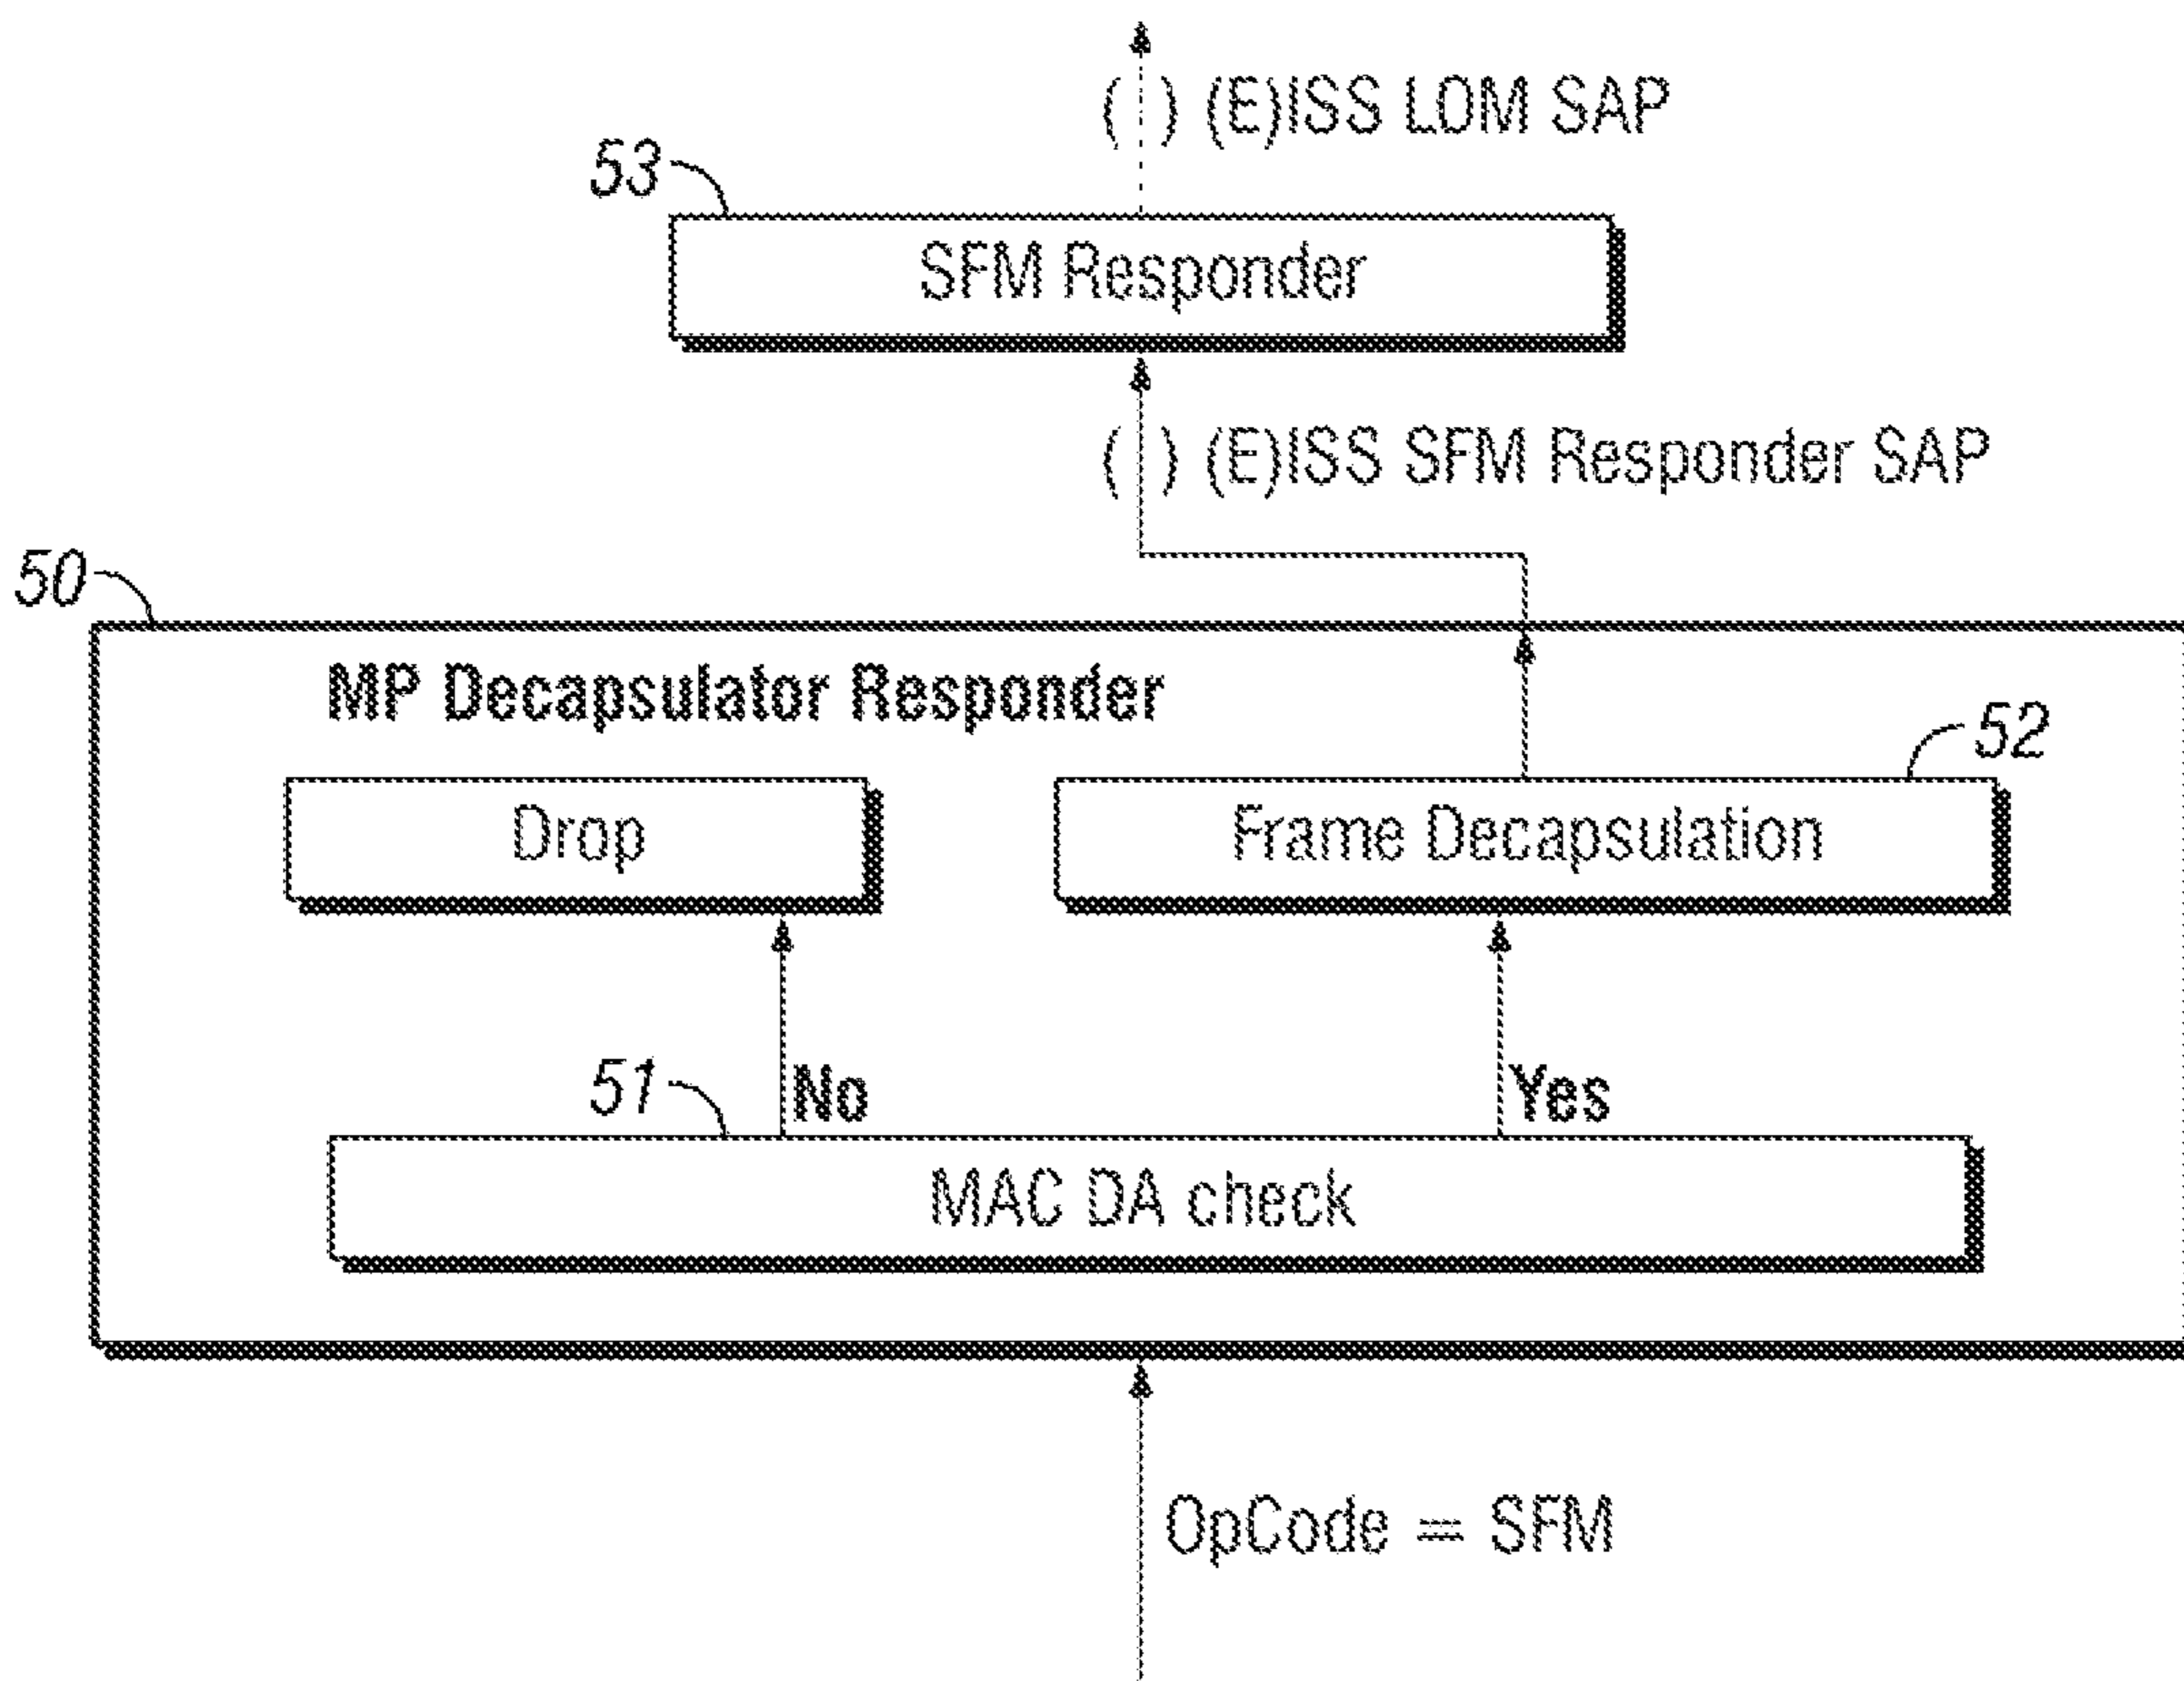 ( ) (E)ISS LOM SAP
53
SFM Responder
( ) (E)ISS SFM Responder SAP
50
MP Decapsulator Responder
52
Drop
Frame Decapsulation
51
No
Yes
MAC DA check
OpCode = SFM